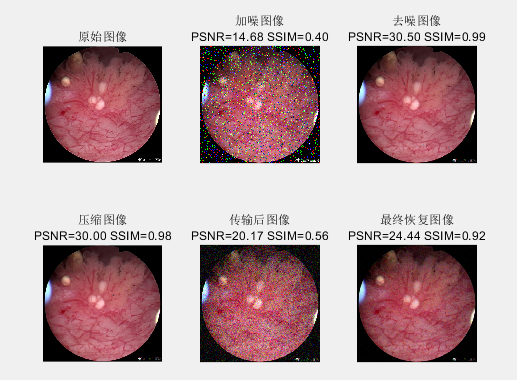 原始图像
加噪图像
PSNR=14.68 SSIM=0.40
去噪图像
PSNR=30.50 SSIM=0.99
压缩图像
PSNR=30.00 SSIM=0.98
传输后图像
PSNR=20.17 SSIM=0.56
最终恢复图像
PSNR=24.44 SSIM=0.92